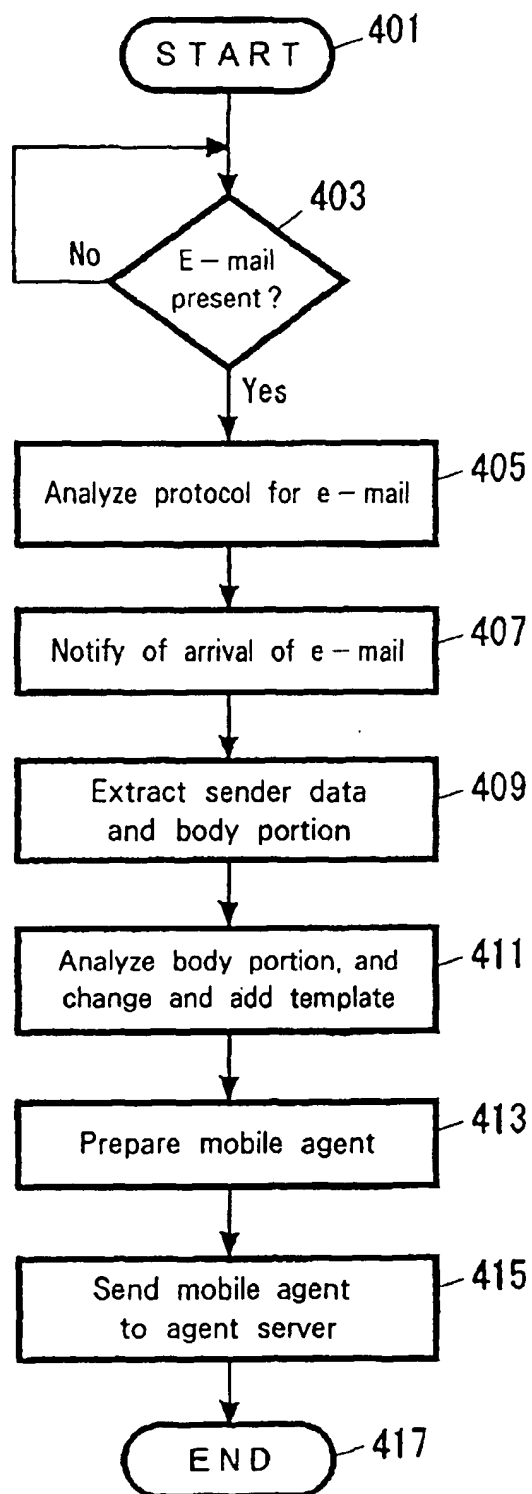 START
401
403
No
E-mail
present?
Yes
405
Analyze protocol for e-mail
407
Notify of arrival of e-mail
409
Extract sender data
and body portion
411
Analyze body portion, and
change and add template
413
Prepare mobile agent
415
Send mobile agent
to agent server
END
417